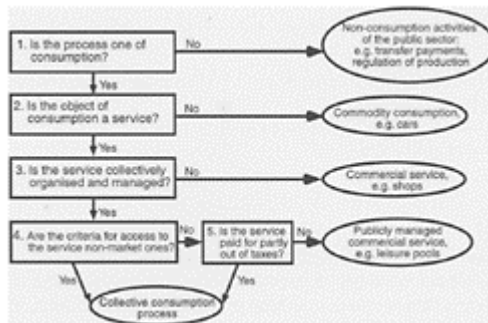 1. Is the process one of
consumption?
No
Non-consumption activities
of the public sector:
e.g. transfer payments,
regulation of production
Yes
2. Is the object of
consumption a service?
No
Commodity consumption,
e.g. cars
Yes
3. Is the service collectively
organised and managed?
No
Commercial service,
e.g. shops
Yes
4. Are the criteria for access to
the service non-market ones?
No
5. Is the service
paid for partly
out of taxes?
No
Publicly managed
commercial service,
e.g. leisure pools
Yes
Yes
Collective consumption
process